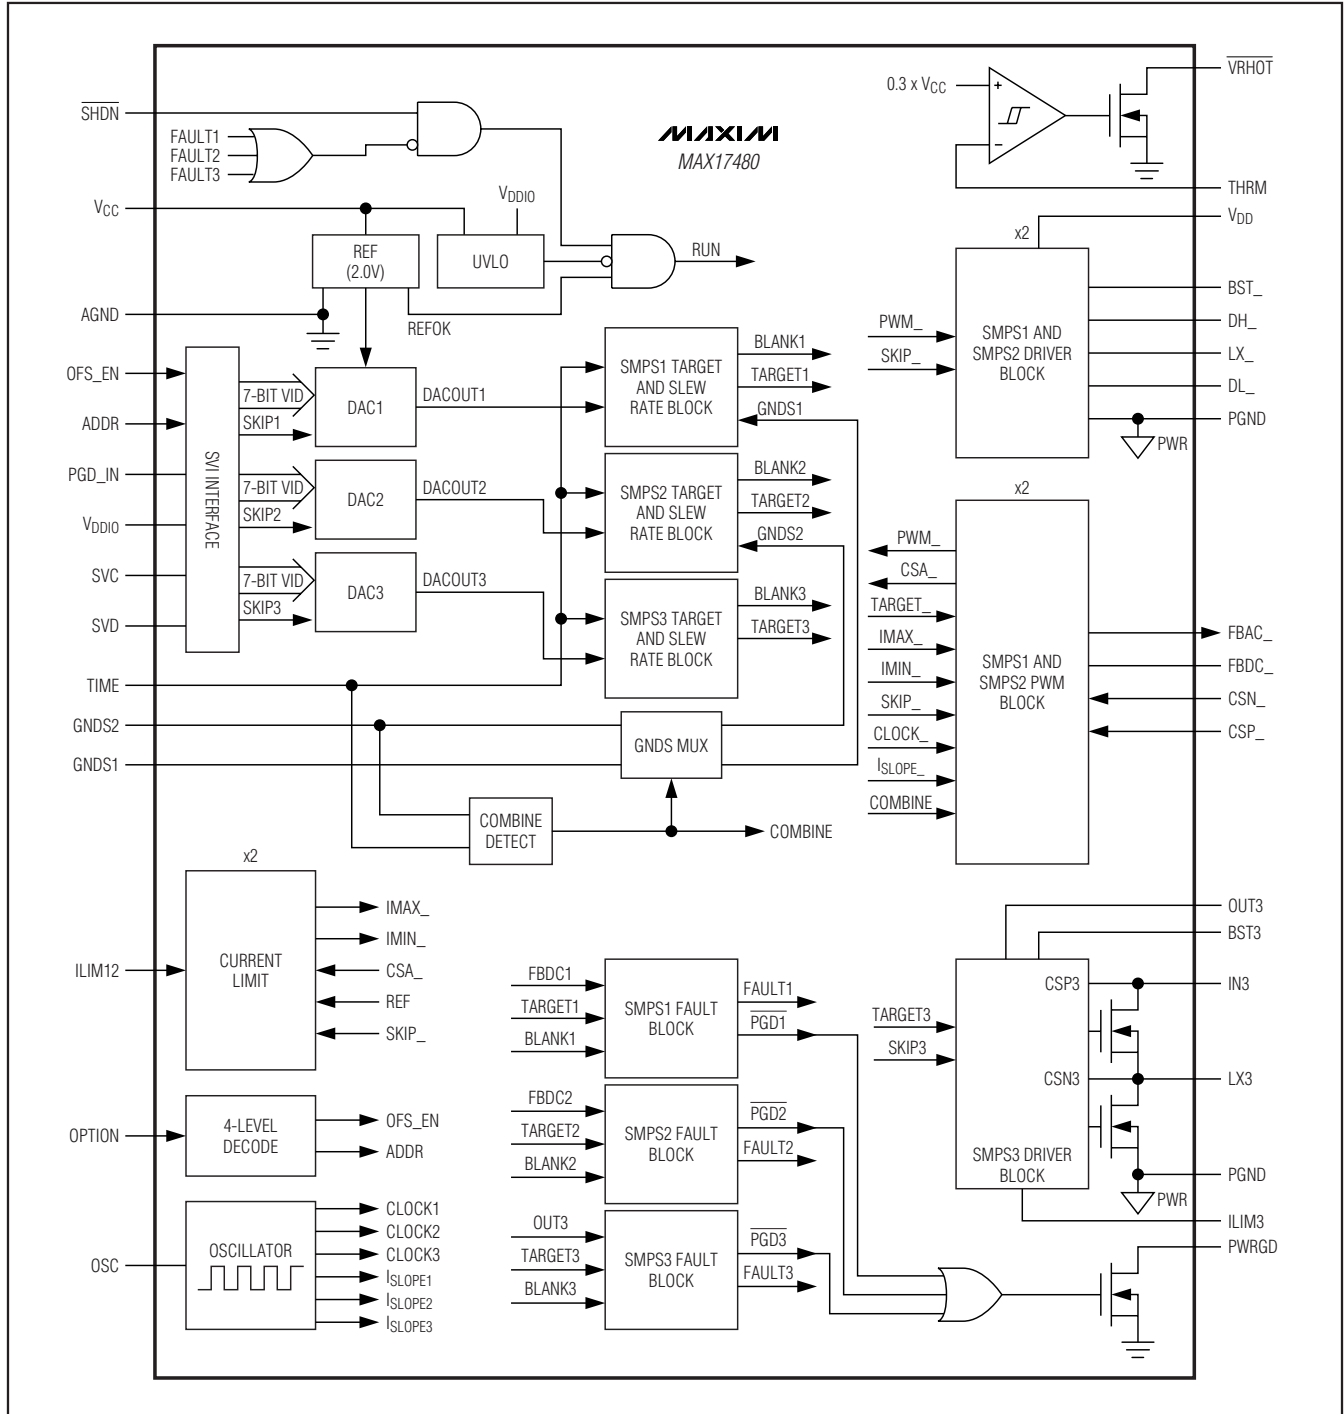 SHDN
FAULT1
FAULT2
FAULT3
MAXIM
MAX17480
0.3 x VCC
+
−
VRHOT
THRM
VCC
VDDIO
REF
(2.0V)
UVLO
RUN
REFOK
AGND
OFS_EN
ADDR
PGD_IN
VDDIO
SVC
SVD
SVI INTERFACE
7-BIT VID
SKIP1
DAC1
DACOUT1
7-BIT VID
SKIP2
DAC2
DACOUT2
7-BIT VID
SKIP3
DAC3
DACOUT3
SMPS1 TARGET
AND SLEW
RATE BLOCK
BLANK1
TARGET1
GNDS1
SMPS2 TARGET
AND SLEW
RATE BLOCK
BLANK2
TARGET2
GNDS2
SMPS3 TARGET
AND SLEW
RATE BLOCK
BLANK3
TARGET3
VDD
x2
PWM_
SKIP_
SMPS1 AND
SMPS2 DRIVER
BLOCK
BST_
DH_
LX_
DL_
PGND
PWR
x2
PWM_
CSA_
TARGET_
IMAX_
IMIN_
SKIP_
CLOCK_
ISLOPE_
COMBINE
SMPS1 AND
SMPS2 PWM
BLOCK
FBAC_
FBDC_
CSN_
CSP_
TIME
GNDS2
GNDS1
GNDS MUX
COMBINE
DETECT
COMBINE
x2
ILIM12
CURRENT
LIMIT
IMAX_
IMIN_
CSA_
REF
SKIP_
OPTION
4-LEVEL
DECODE
OFS_EN
ADDR
OSC
OSCILLATOR
CLOCK1
CLOCK2
CLOCK3
ISLOPE1
ISLOPE2
ISLOPE3
FBDC1
TARGET1
BLANK1
SMPS1 FAULT
BLOCK
FAULT1
PGD1
FBDC2
TARGET2
BLANK2
SMPS2 FAULT
BLOCK
PGD2
FAULT2
OUT3
TARGET3
BLANK3
SMPS3 FAULT
BLOCK
PGD3
FAULT3
OUT3
BST3
TARGET3
SKIP3
CSP3
CSN3
SMPS3 DRIVER
BLOCK
IN3
LX3
PGND
PWR
ILIM3
PWRGD